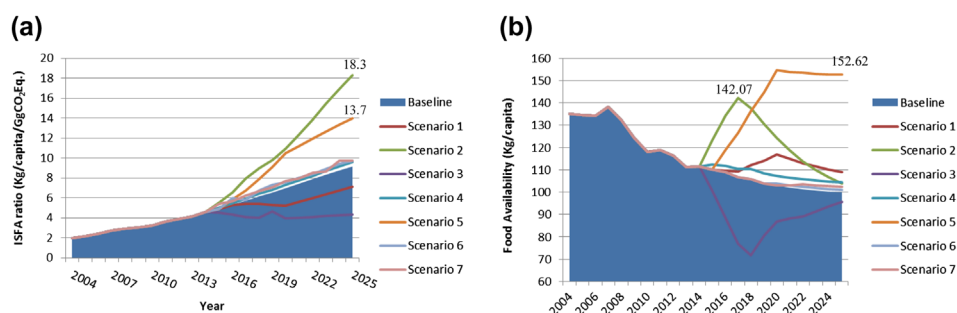 (a)
ISFA ratio (Kg/capita/GgCO2Eq.)
20
18
16
14
12
10
8
6
4
2
0
18.3
13.7
2004
2007
2010
2013
2016
2019
2022
2025
Year
Baseline
Scenario 1
Scenario 2
Scenario 3
Scenario 4
Scenario 5
Scenario 6
Scenario 7
(b)
Food Availability (Kg/capita)
160
150
140
130
120
110
100
90
80
70
60
142.07
152.62
2004
2006
2008
2010
2012
2014
2016
2018
2020
2022
2024
Baseline
Scenario 1
Scenario 2
Scenario 3
Scenario 4
Scenario 5
Scenario 6
Scenario 7